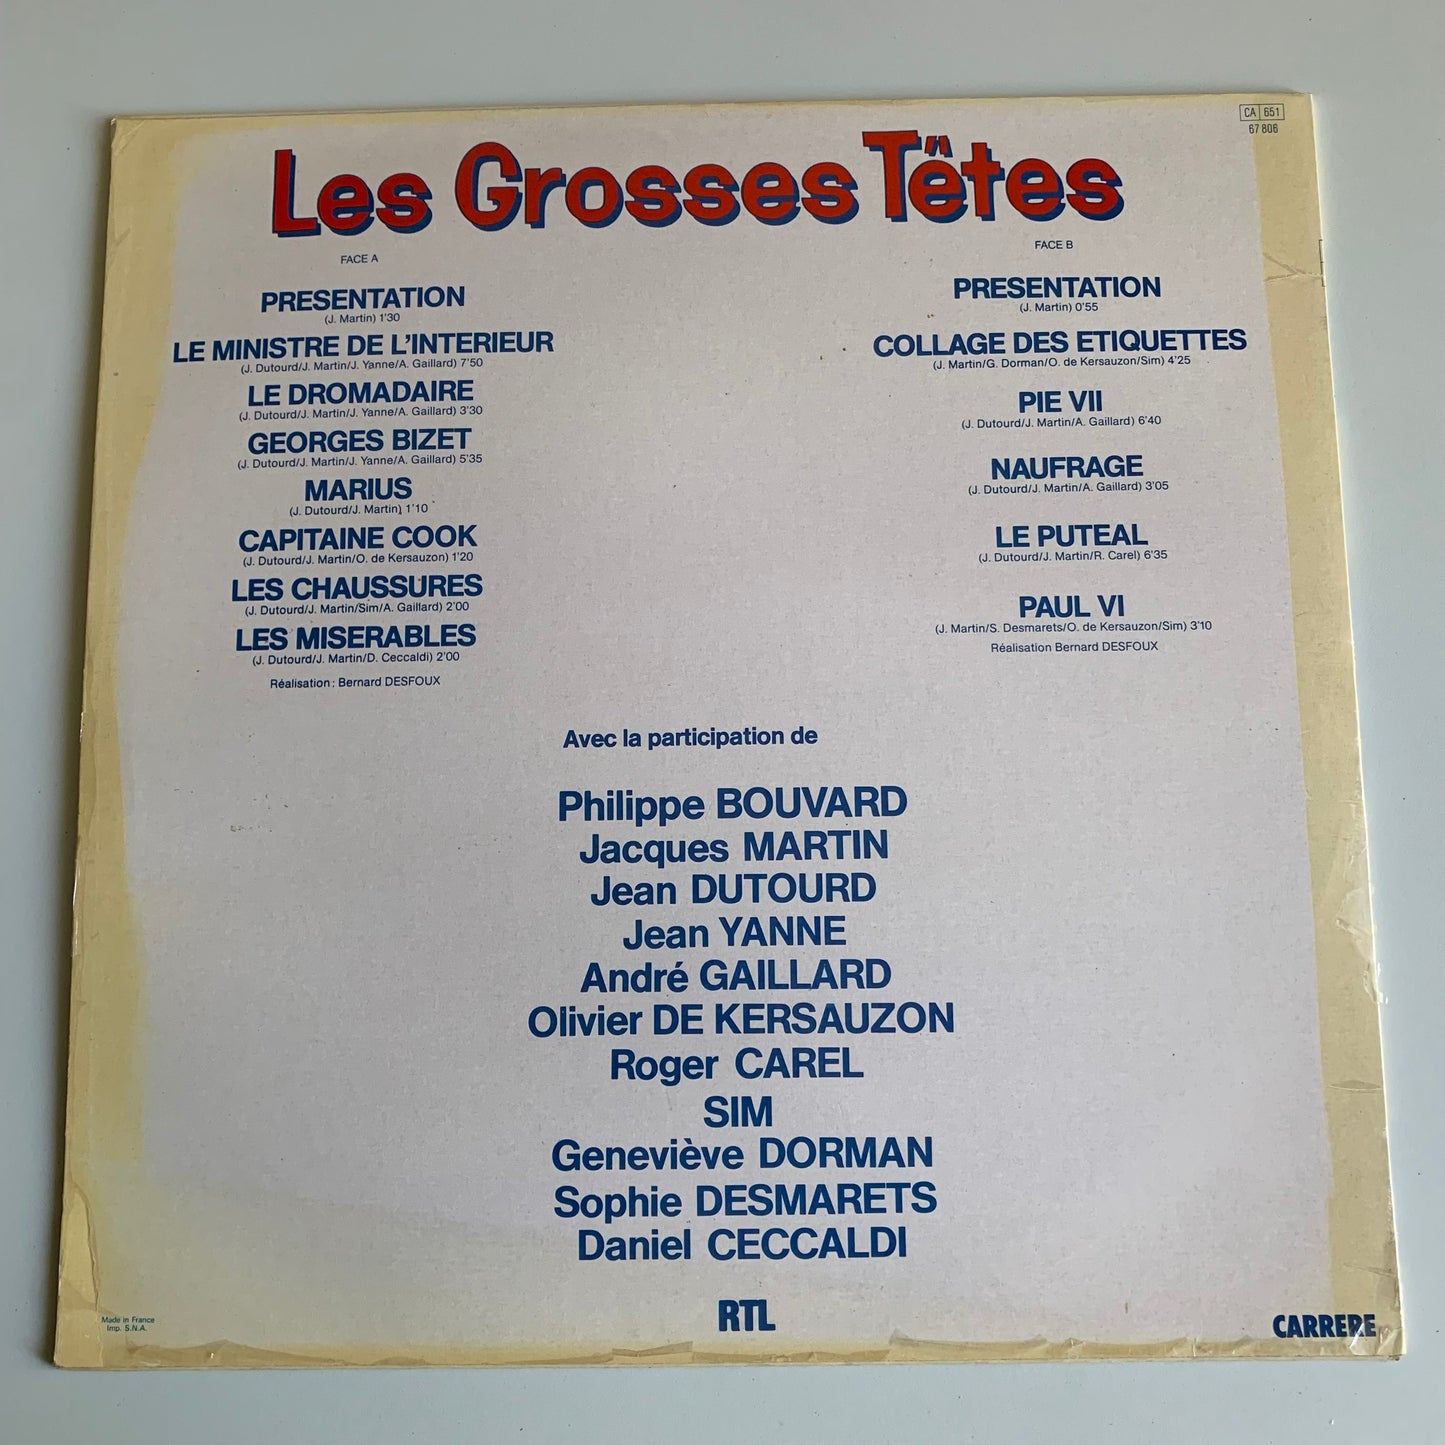 CA 651
67 806
Les Grosses Têtes
FACE A
PRESENTATION
(J. Martin) 1'30
LE MINISTRE DE L'INTERIEUR
(J. Dutourd/J. Martin/J. Yanne/A. Gaillard) 7'50
LE DROMADAIRE
(J. Dutourd/J. Martin/J. Yanne/A. Gaillard) 3'30
GEORGES BIZET
(J. Dutourd/J. Martin/J. Yanne/A. Gaillard) 5'35
MARIUS
(J. Dutourd/J. Martin) 1'10
CAPITAINE COOK
(J. Dutourd/J. Martin/O. de Kersauzon) 1'20
LES CHAUSSURES
(J. Dutourd/J. Martin/Sim/A. Gaillard) 2'00
LES MISERABLES
(J. Dutourd/J. Martin/D. Ceccaldi) 2'00
Réalisation : Bernard DESFOUX
FACE B
PRESENTATION
(J. Martin) 0'55
COLLAGE DES ETIQUETTES
(J. Martin/G. Dorman/O. de Kersauzon/Sim) 4'25
PIE VII
(J. Dutourd/J. Martin/A. Gaillard) 6'40
NAUFRAGE
(J. Dutourd/J. Martin/A. Gaillard) 3'05
LE PUTEAL
(J. Dutourd/J. Martin/R. Carel) 6'35
PAUL VI
(J. Martin/S. Desmarets/O. de Kersauzon/Sim) 3'10
Réalisation Bernard DESFOUX
Avec la participation de
Philippe BOUVARD
Jacques MARTIN
Jean DUTOURD
Jean YANNE
André GAILLARD
Olivier DE KERSAUZON
Roger CAREL
SIM
Geneviève DORMAN
Sophie DESMARETS
Daniel CECCALDI
Made in France
Imp. S.N.A.
RTL
CARRERE